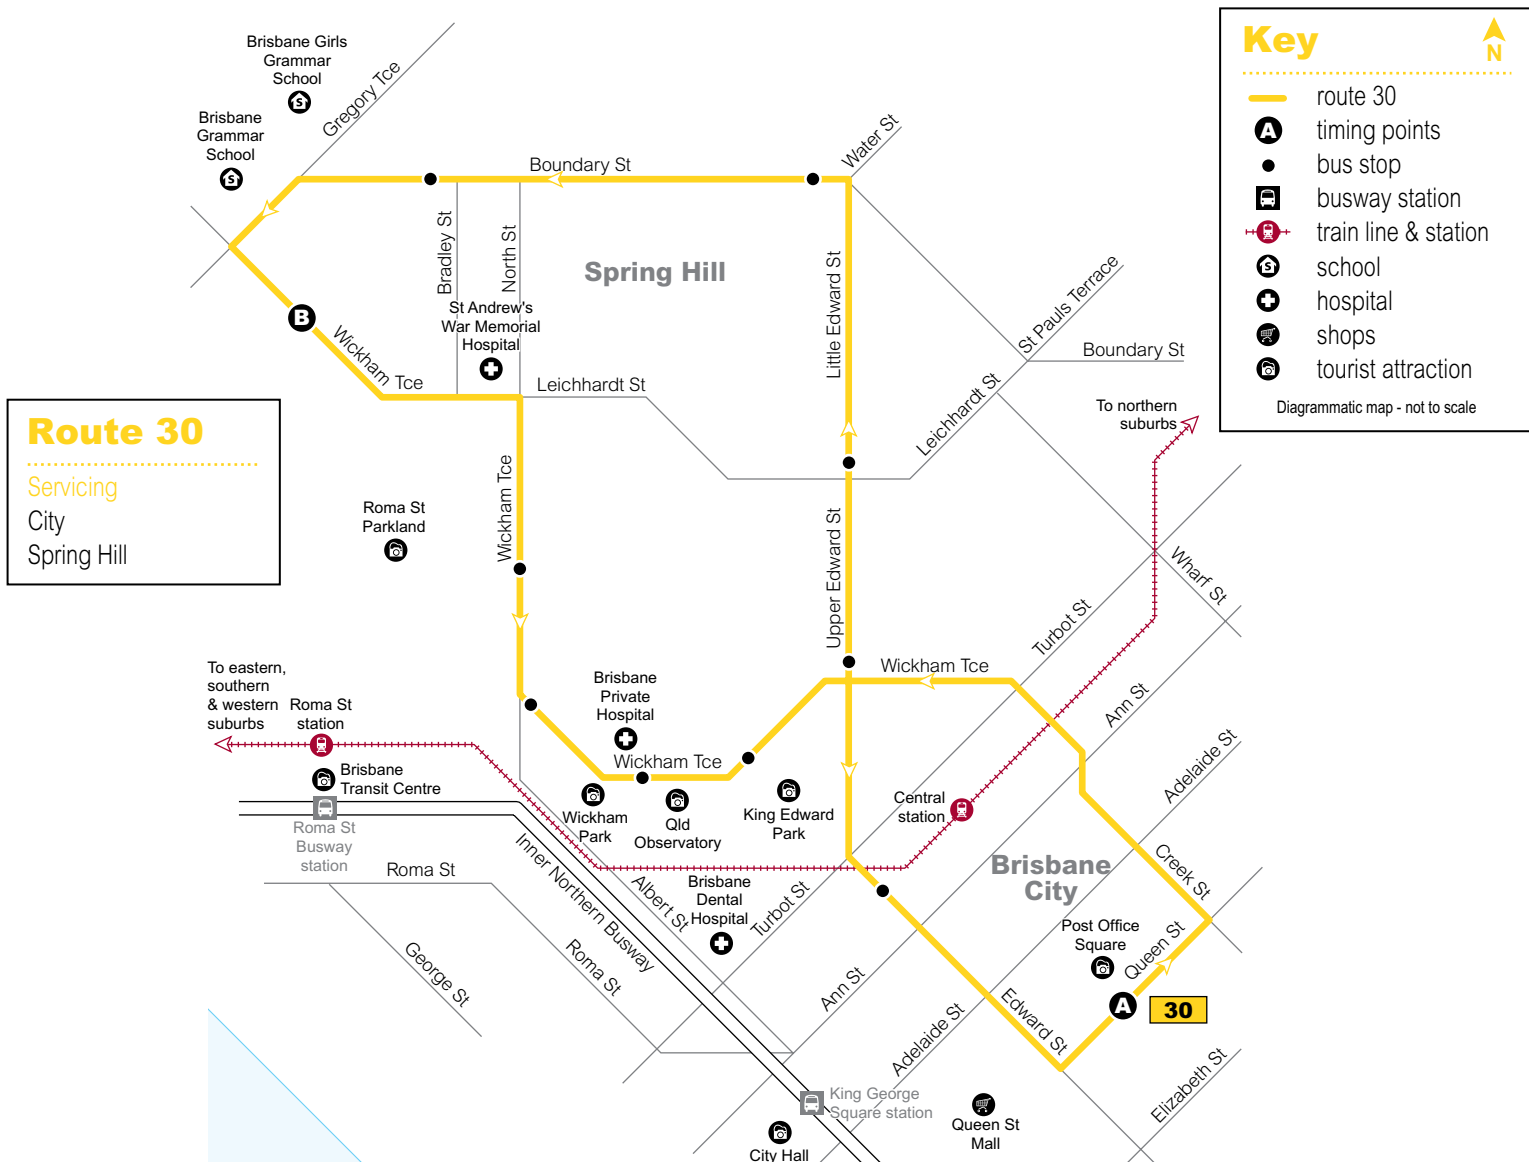 Brisbane Girls
Grammar
School
Brisbane
Grammar
School
Gregory Tce
Boundary St
Water St
Bradley St
North St
Spring Hill
Little Edward St
St Pauls Terrace
Boundary St
St Andrew's
War Memorial
Hospital
B
Wickham Tce
Leichhardt St
Leichhardt St
To northern
suburbs
Key
N
route 30
A
timing points
bus stop
busway station
train line & station
S
school
hospital
shops
tourist attraction
Diagrammatic map - not to scale
Route 30
Servicing
City
Spring Hill
Roma St
Parkland
Wickham Tce
Upper Edward St
Wharf St
Turbot St
Wickham Tce
Ann St
Adelaide St
To eastern,
southern
& western
suburbs
Roma St
station
Brisbane
Transit Centre
Roma St
Busway
station
Brisbane
Private
Hospital
Wickham Tce
Wickham
Park
Qld
Observatory
King Edward
Park
Central
station
Brisbane
City
Creek St
Roma St
Inner Northern Busway
Albert St
Brisbane
Dental
Hospital
Turbot St
Post Office
Square
Queen St
A
30
George St
Roma St
Ann St
Adelaide St
Edward St
Elizabeth St
King George
Square station
City Hall
Queen St
Mall